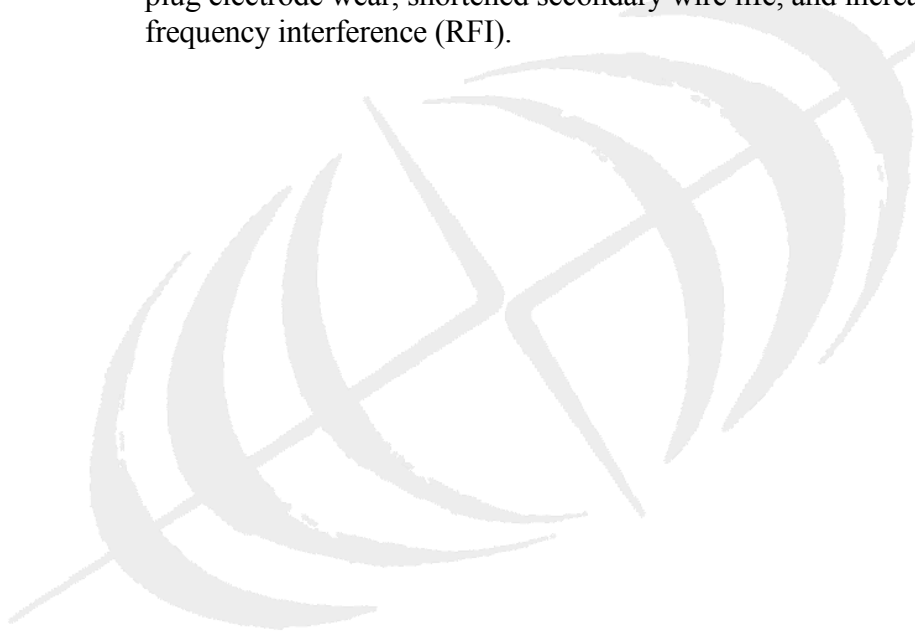 plug electrode wear, shortened secondary wire life, and
frequency interference (RFI).